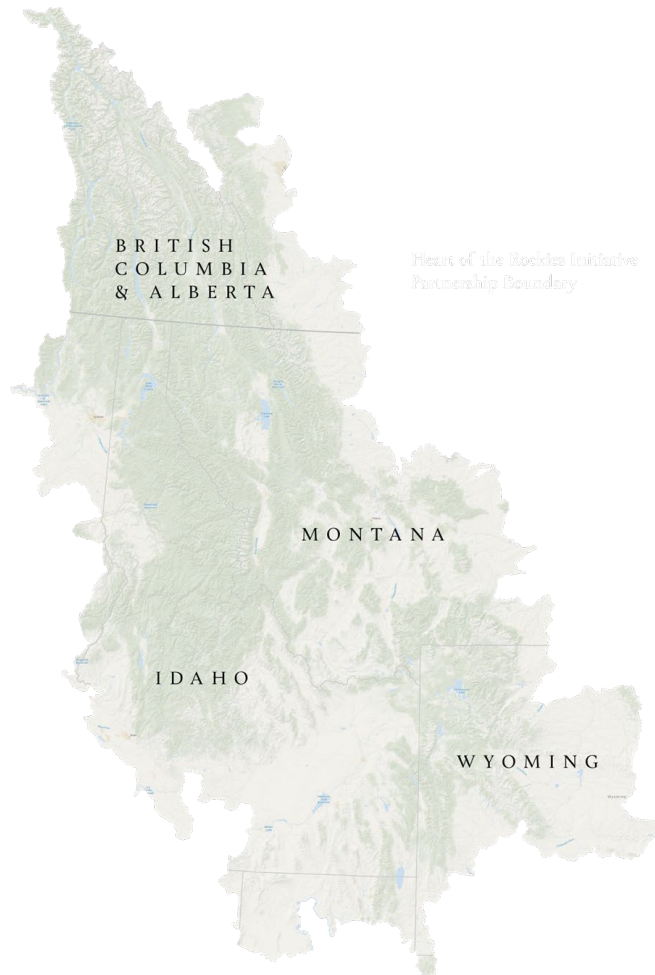 BRITISH
COLUMBIA
& ALBERTA
Heart of the Rockies Initiative
Partnership Boundary
MONTANA
IDAHO
WYOMING